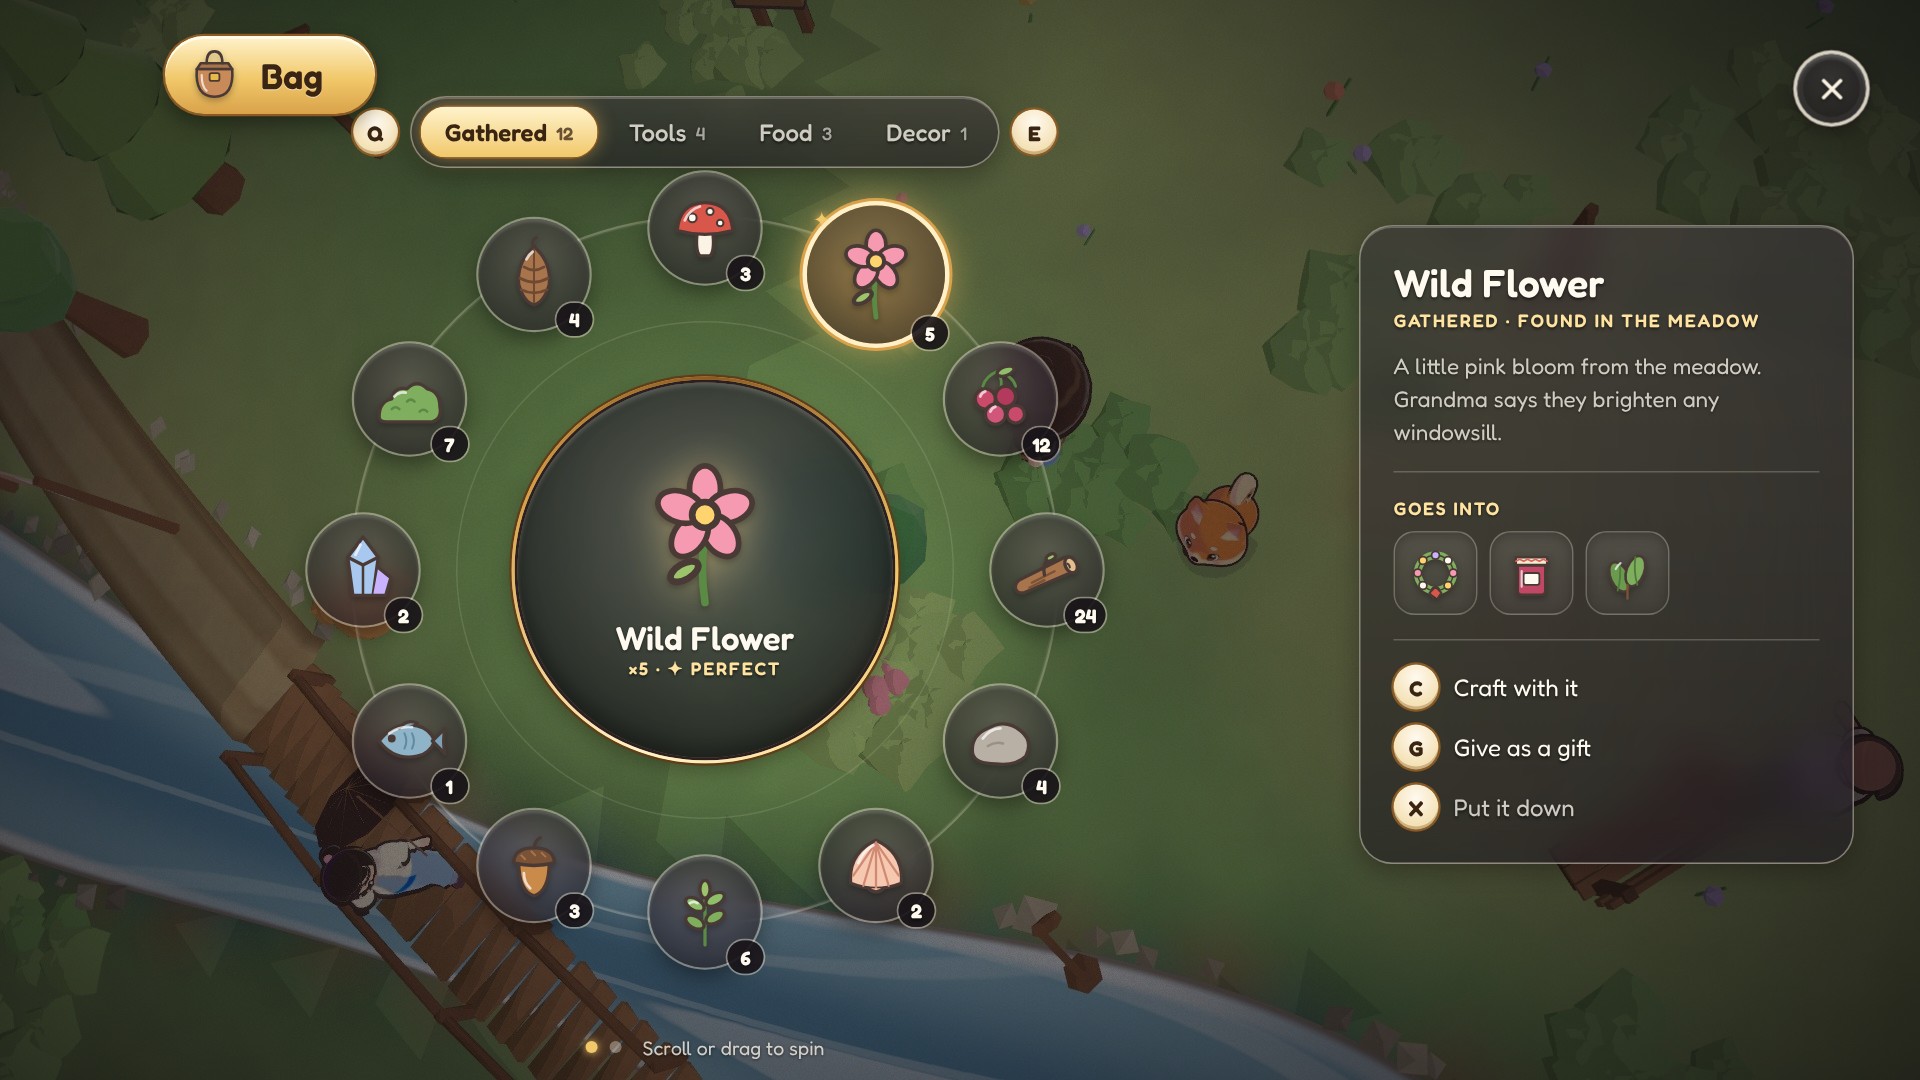 Bag
Q
Gathered 12
Tools 4
Food 3
Decor 1
E
3
4
5
7
12
2
24
1
4
3
6
2
Wild Flower
×5 · ✦ PERFECT
Scroll or drag to spin
Wild Flower
GATHERED · FOUND IN THE MEADOW
A little pink bloom from the meadow.
Grandma says they brighten any
windowsill.
GOES INTO
C Craft with it
G Give as a gift
X Put it down